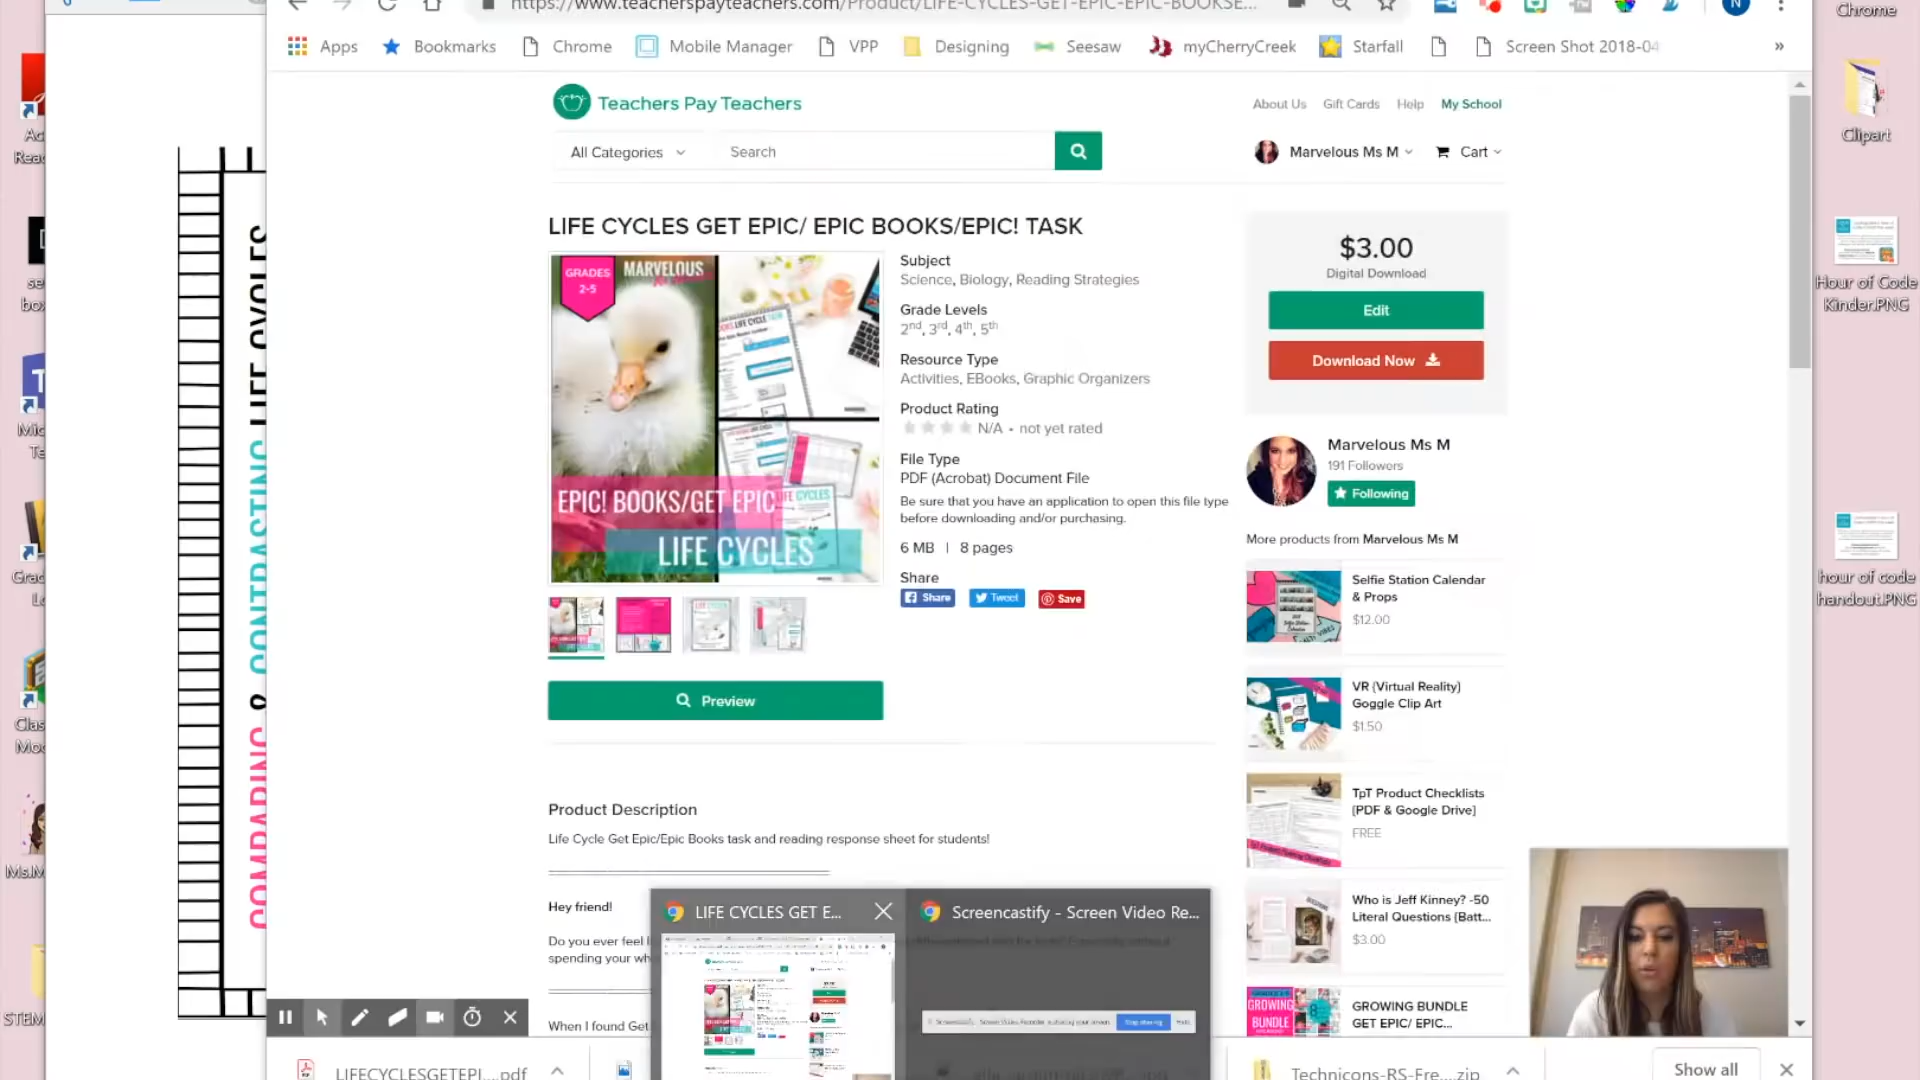 https://www.teacherspayteachers.com/Product/LIFE-CYCLES-GET-EPIC-EPIC-BOOKSE...
Apps
Bookmarks
Chrome
Mobile Manager
VPP
Designing
Seesaw
myCherryCreek
Starfall
Screen Shot 2018-04
»
Chrome
Clipart
Hour of Code
Kinder.PNG
hour of code
handout.PNG
COMPARING & CONTRASTING LIFE CYCLES
Teachers Pay Teachers
About Us
Gift Cards
Help
My School
All Categories
Search
Marvelous Ms M
Cart
LIFE CYCLES GET EPIC/ EPIC BOOKS/EPIC! TASK
GRADES
2-5
MARVELOUS
EPIC! BOOKS/GET EPIC
LIFE CYCLES
Preview
Subject
Science, Biology, Reading Strategies
Grade Levels
2nd, 3rd, 4th, 5th
Resource Type
Activities, EBooks, Graphic Organizers
Product Rating
N/A • not yet rated
File Type
PDF (Acrobat) Document File
Be sure that you have an application to open this file type
before downloading and/or purchasing.
6 MB | 8 pages
Share
Share
Tweet
Save
$3.00
Digital Download
Edit
Download Now
Marvelous Ms M
191 Followers
Following
More products from Marvelous Ms M
Selfie Station Calendar
& Props
$12.00
VR {Virtual Reality}
Goggle Clip Art
$1.50
TpT Product Checklists
{PDF & Google Drive}
FREE
Who is Jeff Kinney? -50
Literal Questions {Batt...
$3.00
GROWING
BUNDLE
GROWING BUNDLE
GET EPIC/ EPIC...
Product Description
Life Cycle Get Epic/Epic Books task and reading response sheet for students!
Hey friend!
Do you ever feel l
spending your wh
When I found Get
LIFE CYCLES GET E...
Screencastify - Screen Video Re...
Stop sharing
LIFECYCLESGETEPI....pdf
Technicons-RS-Fre....zip
Show all